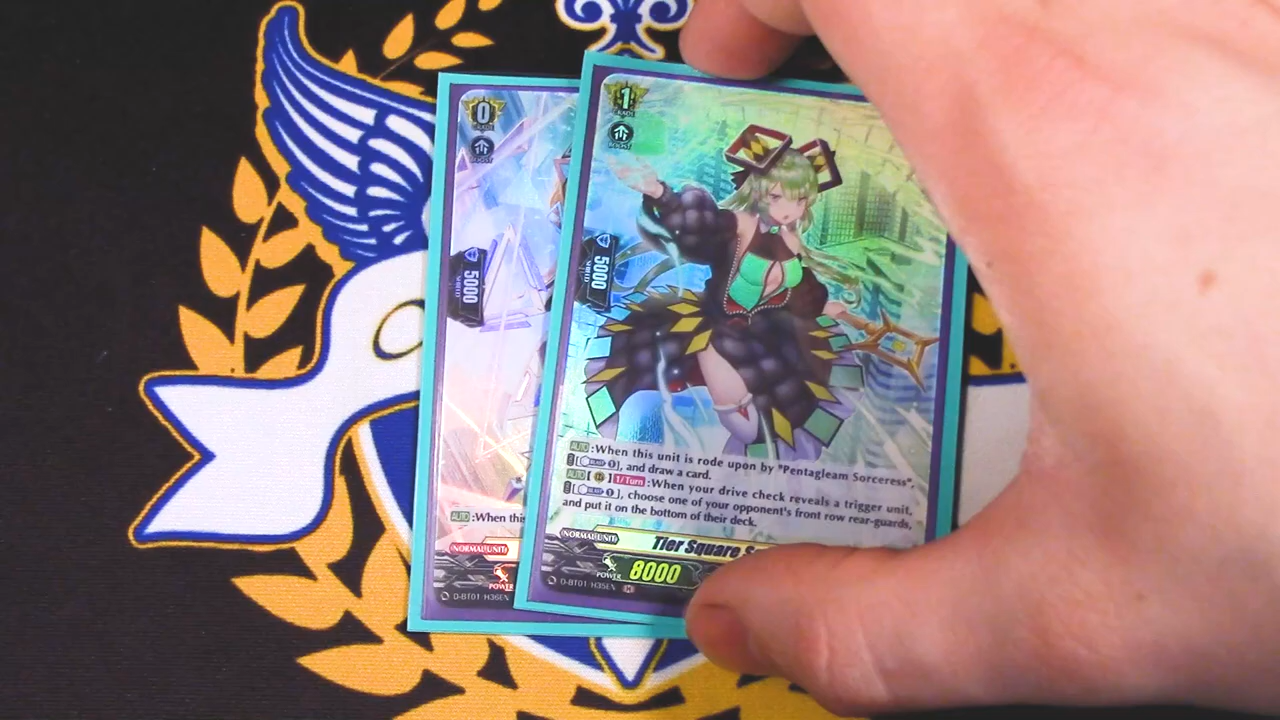 0
GRADE
BOOST
5000
SHIELD
AUTO:When this
NORMAL UNIT
POWER
D-BT01 H36EN
1
GRADE
BOOST
5000
SHIELD
AUTO:When this unit is rode upon by "Pentagleam Sorceress",
[BLAST 1], and draw a card.
AUTO[ ]1/Turn:When your drive check reveals a trigger unit,
[BLAST 1], choose one of your opponent's front row rear-guards,
and put it on the bottom of their deck.
NORMAL UNIT
Tier Square
POWER 8000
D-BT01 H35EN H